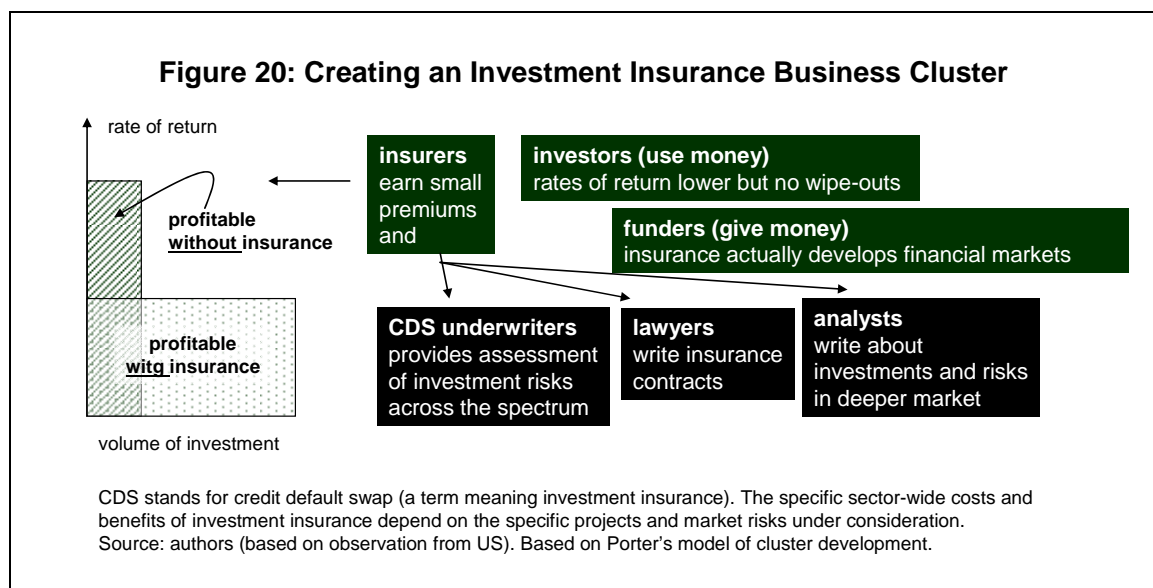 Figure 20: Creating an Investment Insurance Business Cluster
rate of return
profitable
without insurance
profitable
witg insurance
volume of investment
insurers
earn small
premiums
and
investors (use money)
rates of return lower but no wipe-outs
funders (give money)
insurance actually develops financial markets
CDS underwriters
provides assessment
of investment risks
across the spectrum
lawyers
write insurance
contracts
analysts
write about
investments and risks
in deeper market
CDS stands for credit default swap (a term meaning investment insurance). The specific sector-wide costs and
benefits of investment insurance depend on the specific projects and market risks under consideration.
Source: authors (based on observation from US). Based on Porter's model of cluster development.